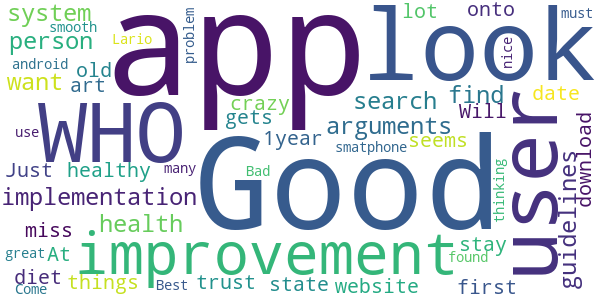 system
smooth
person
Lario
android
want
old
art
problem
app
look
lot
onto
nice
must
find
date
Will
WHO
crazy
search
gets
arguments
user
use
1year
smatphone
seems
download
Just
healthy
many
Good
Bad
thinking
guidelines
implementation
miss
health
improvement
stay
great
At
found
diet
things
Come
Best
trust
state
website
first